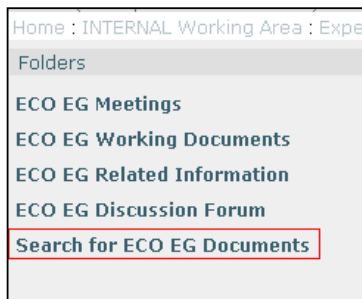 Home : INTERNAL Working Area : Expe
Folders
ECO EG Meetings
ECO EG Working Documents
ECO EG Related Information
ECO EG Discussion Forum
Search for ECO EG Documents